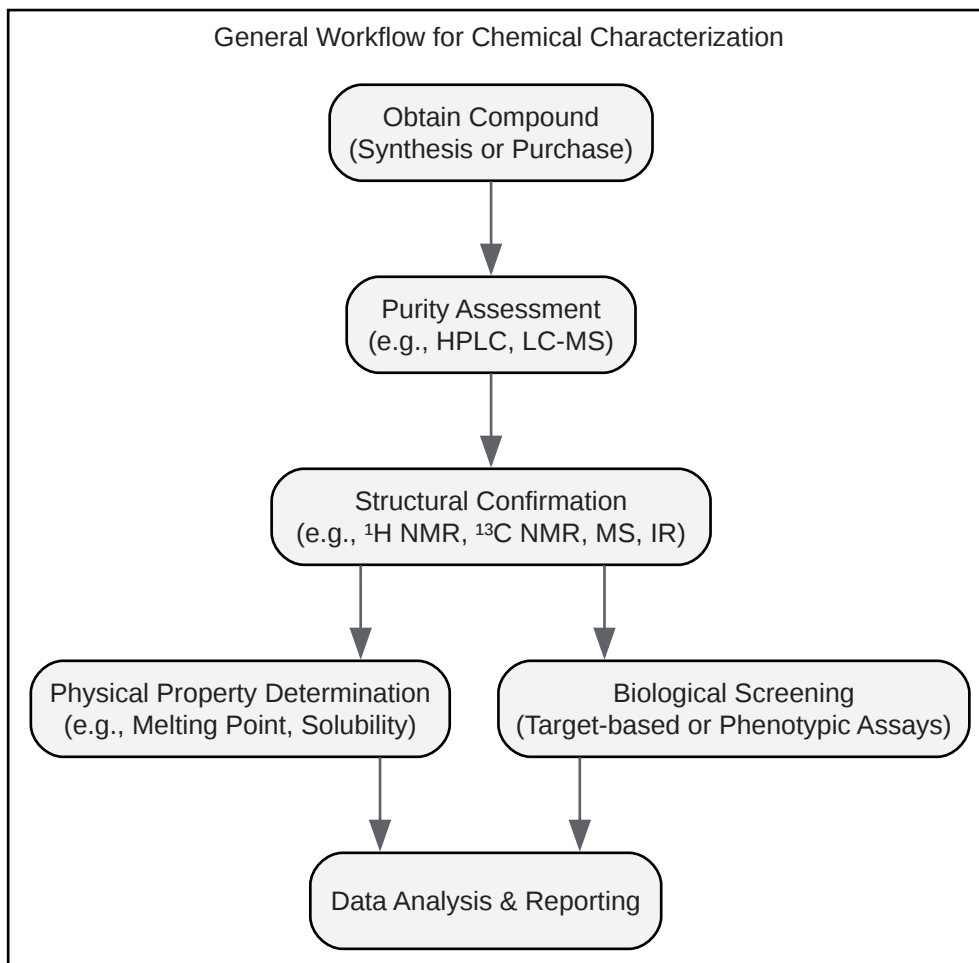 General Workflow for Chemical Characterization
Obtain Compound
(Synthesis or Purchase)
Purity Assessment
(e.g., HPLC, LC-MS)
Structural Confirmation
(e.g., ¹H NMR, ¹³C NMR, MS, IR)
Physical Property Determination
(e.g., Melting Point, Solubility)
Biological Screening
(Target-based or Phenotypic Assays)
Data Analysis & Reporting